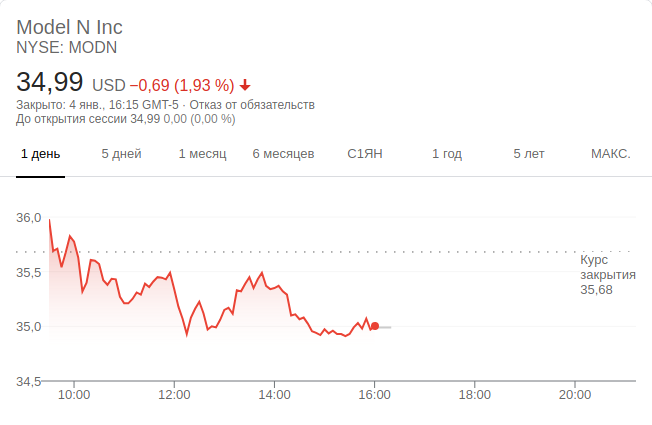 Model N Inc
NYSE: MODN
34,99 USD −0,69 (1,93 %)
Закрыто: 4 янв., 16:15 GMT-5 · Отказ от обязательств
До открытия сессии 34,99 0,00 (0,00 %)
1 день 5 дней 1 месяц 6 месяцев С1ЯН 1 год 5 лет МАКС.
36,0
Курс
закрытия
35,68
35,5
35,0
34,5
10:00 12:00 14:00 16:00 18:00 20:00